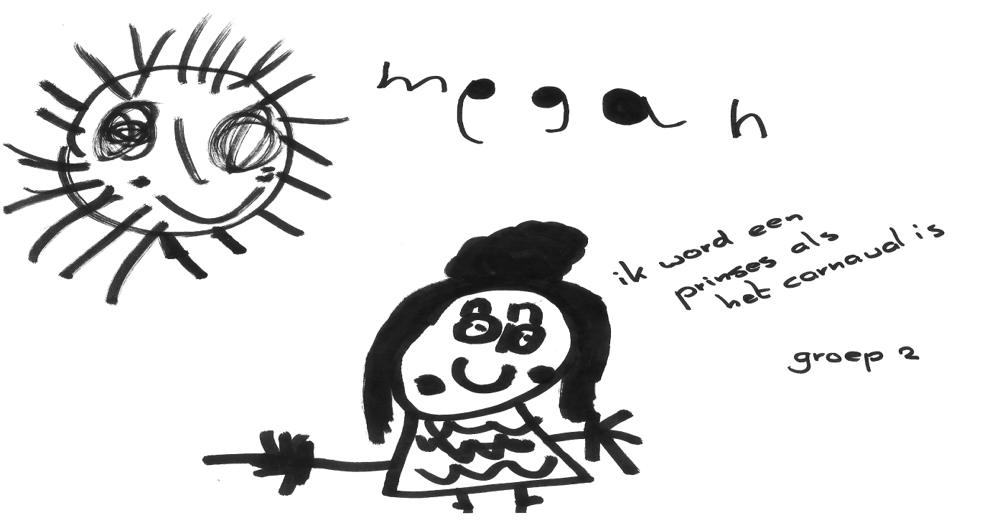 megan
ik word een
prinses als
het carnaval is
groep 2